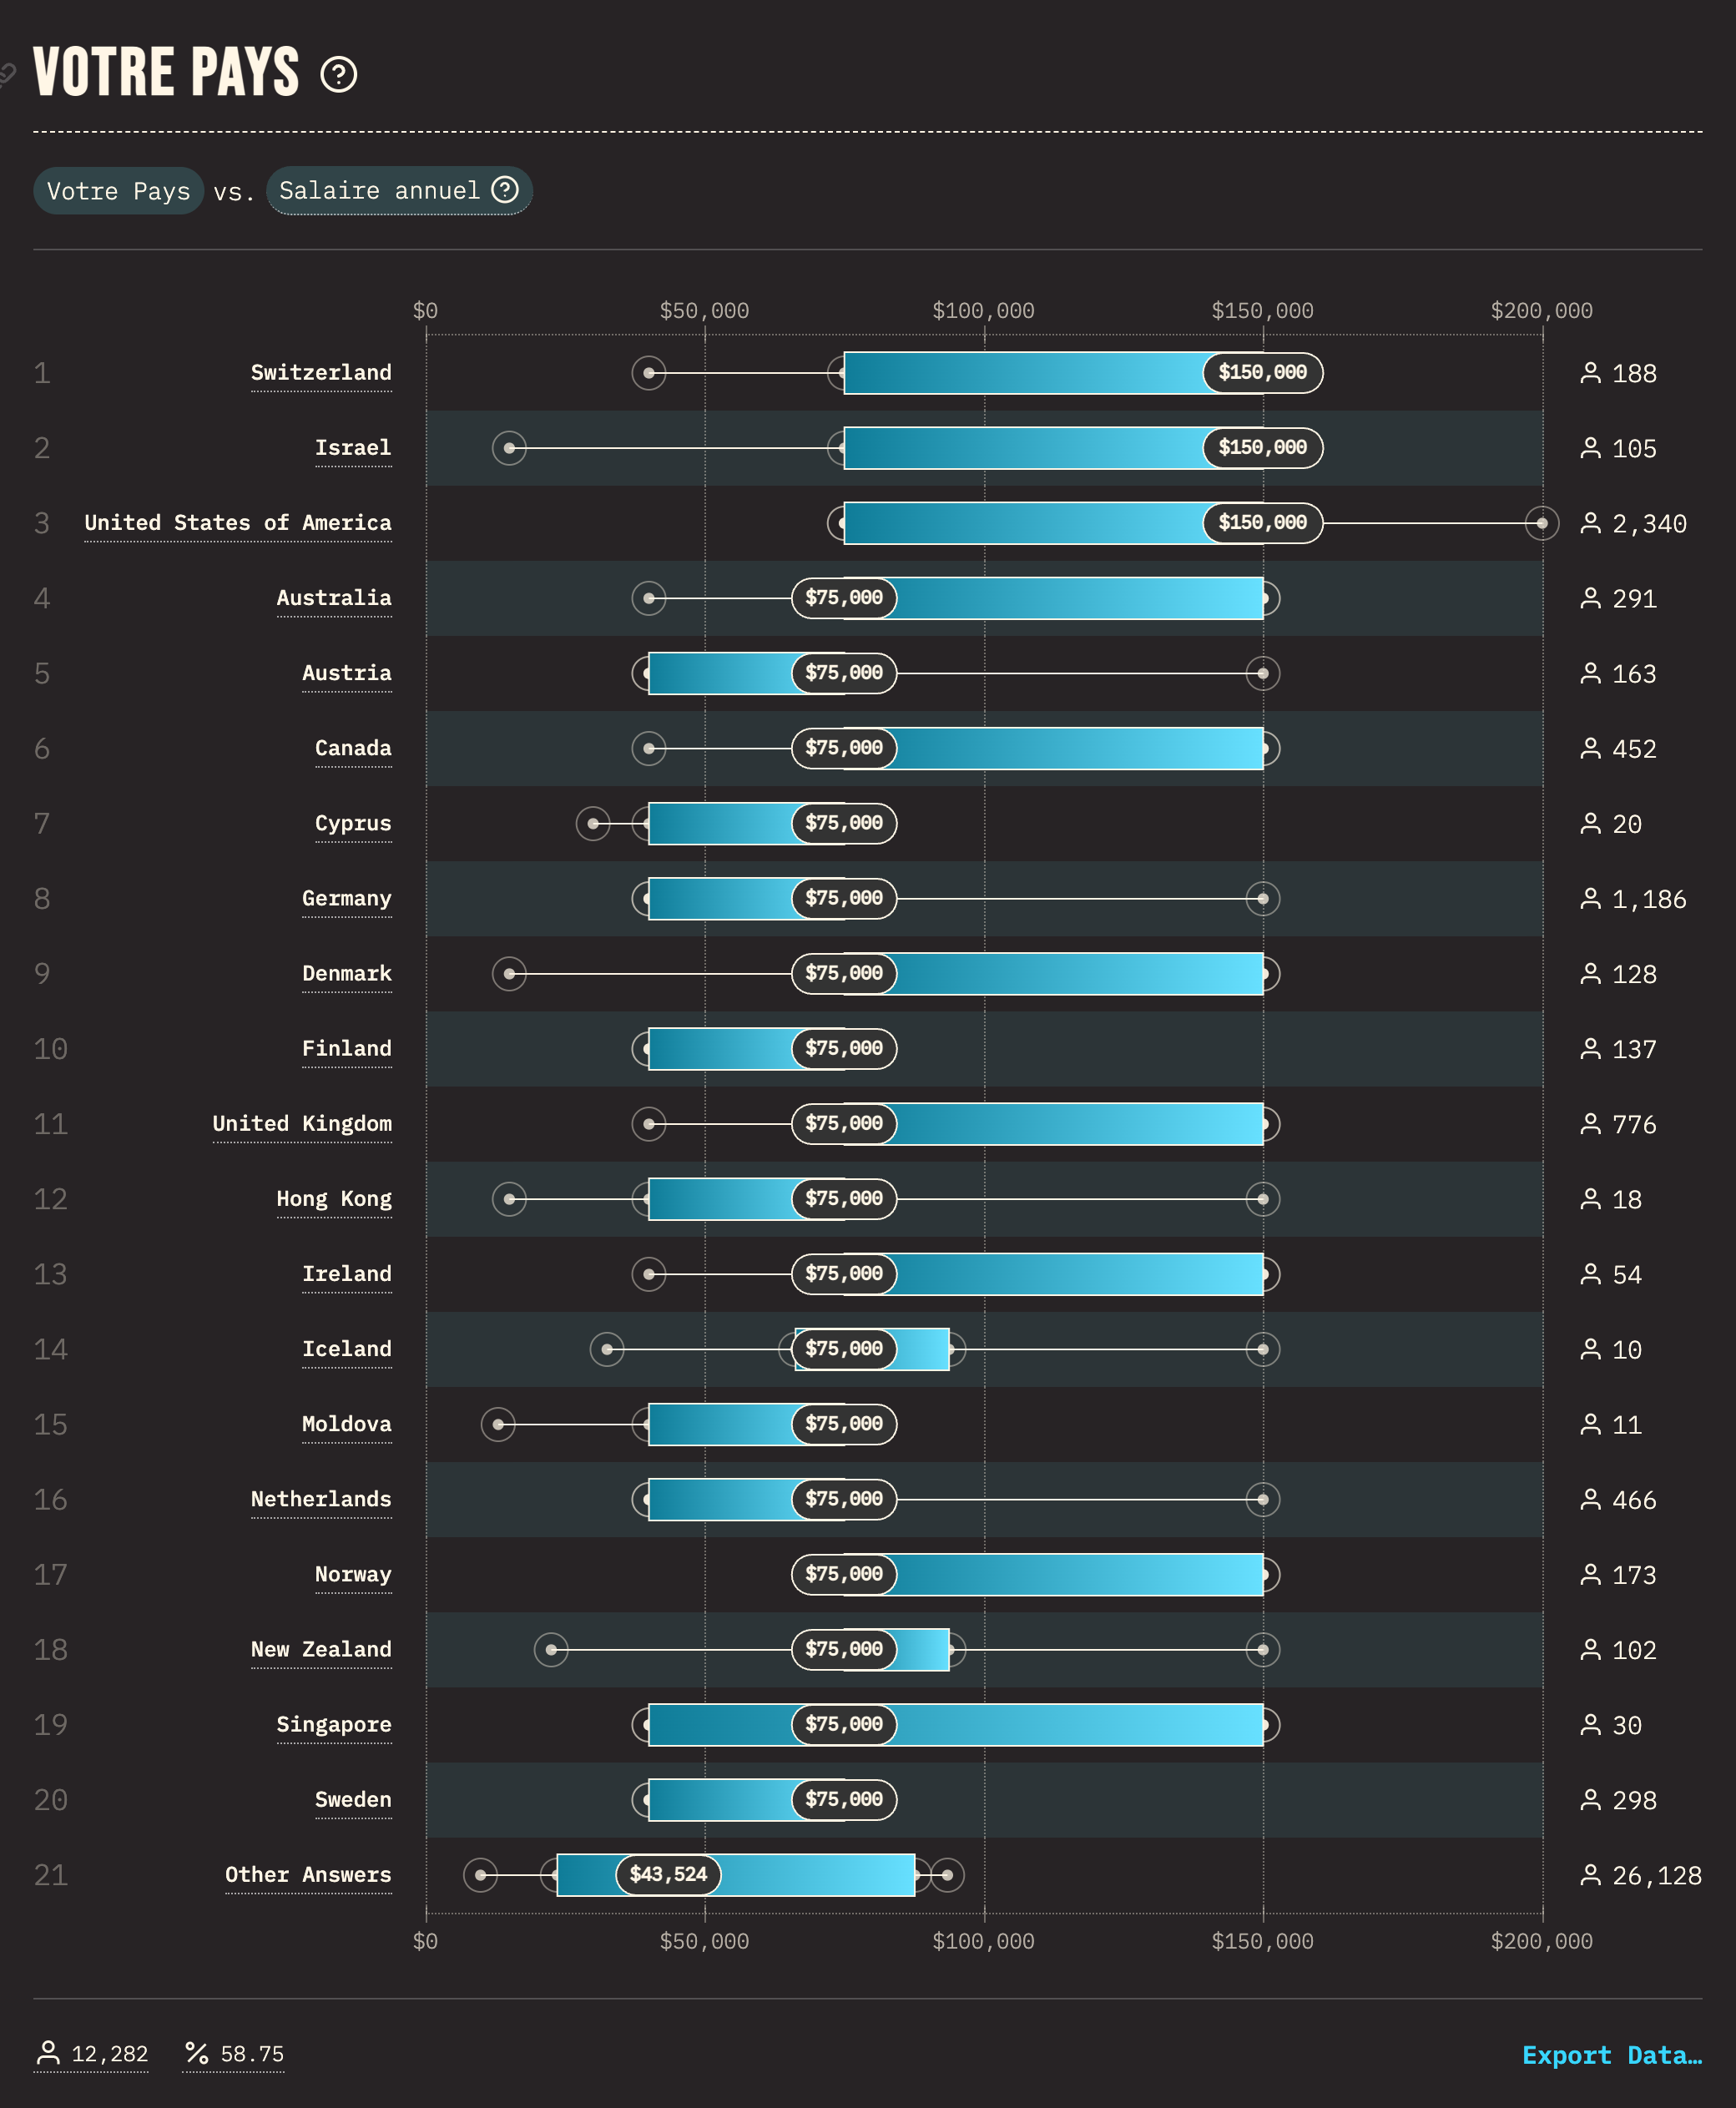 VOTRE PAYS ?
Votre Pays vs. Salaire annuel ?
$0 $50,000 $100,000 $150,000 $200,000
1 Switzerland $150,000 188
2 Israel $150,000 105
3 United States of America $150,000 2,340
4 Australia $75,000 291
5 Austria $75,000 163
6 Canada $75,000 452
7 Cyprus $75,000 20
8 Germany $75,000 1,186
9 Denmark $75,000 128
10 Finland $75,000 137
11 United Kingdom $75,000 776
12 Hong Kong $75,000 18
13 Ireland $75,000 54
14 Iceland $75,000 10
15 Moldova $75,000 11
16 Netherlands $75,000 466
17 Norway $75,000 173
18 New Zealand $75,000 102
19 Singapore $75,000 30
20 Sweden $75,000 298
21 Other Answers $43,524 26,128
$0 $50,000 $100,000 $150,000 $200,000
12,282 % 58.75 Export Data…